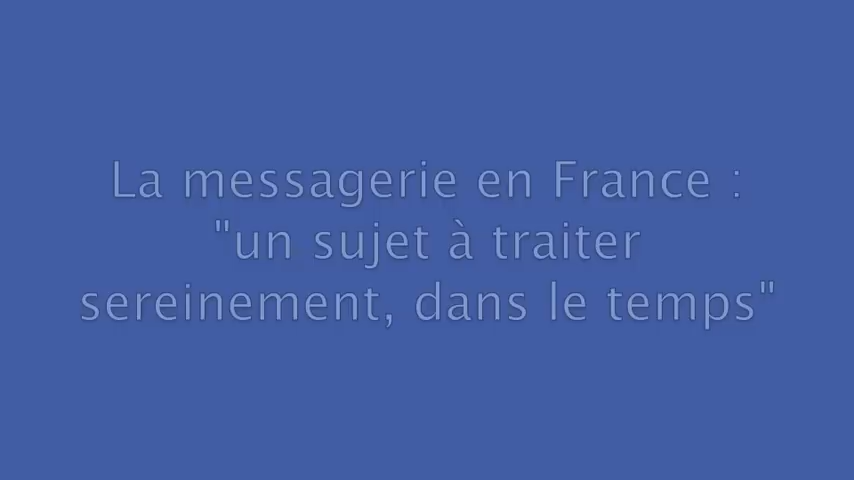 La messagerie en France :
"un sujet à traiter
sereinement, dans le temps"